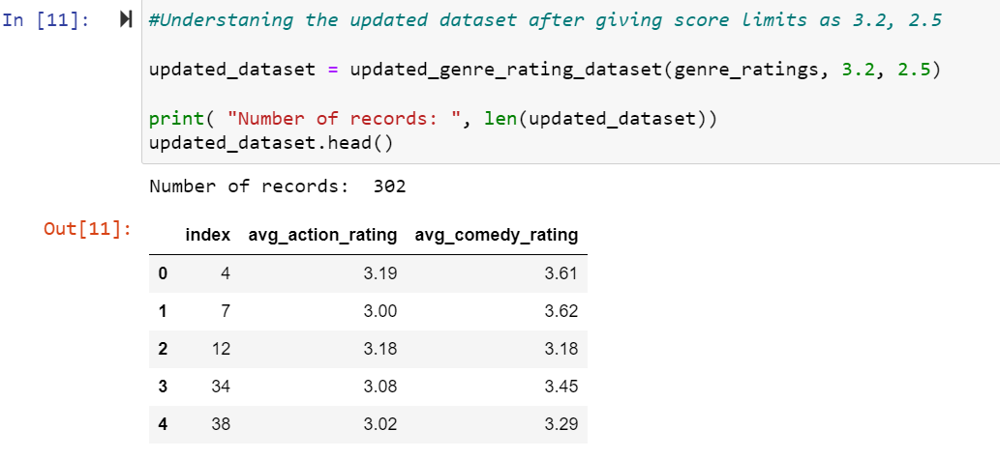 In [11]: #Understaning the updated dataset after giving score limits as 3.2, 2.5
updated_dataset = updated_genre_rating_dataset(genre_ratings, 3.2, 2.5)
print( "Number of records: ", len(updated_dataset))
updated_dataset.head()
Number of records:  302
Out[11]:
index avg_action_rating avg_comedy_rating
0 4 3.19 3.61
1 7 3.00 3.62
2 12 3.18 3.18
3 34 3.08 3.45
4 38 3.02 3.29